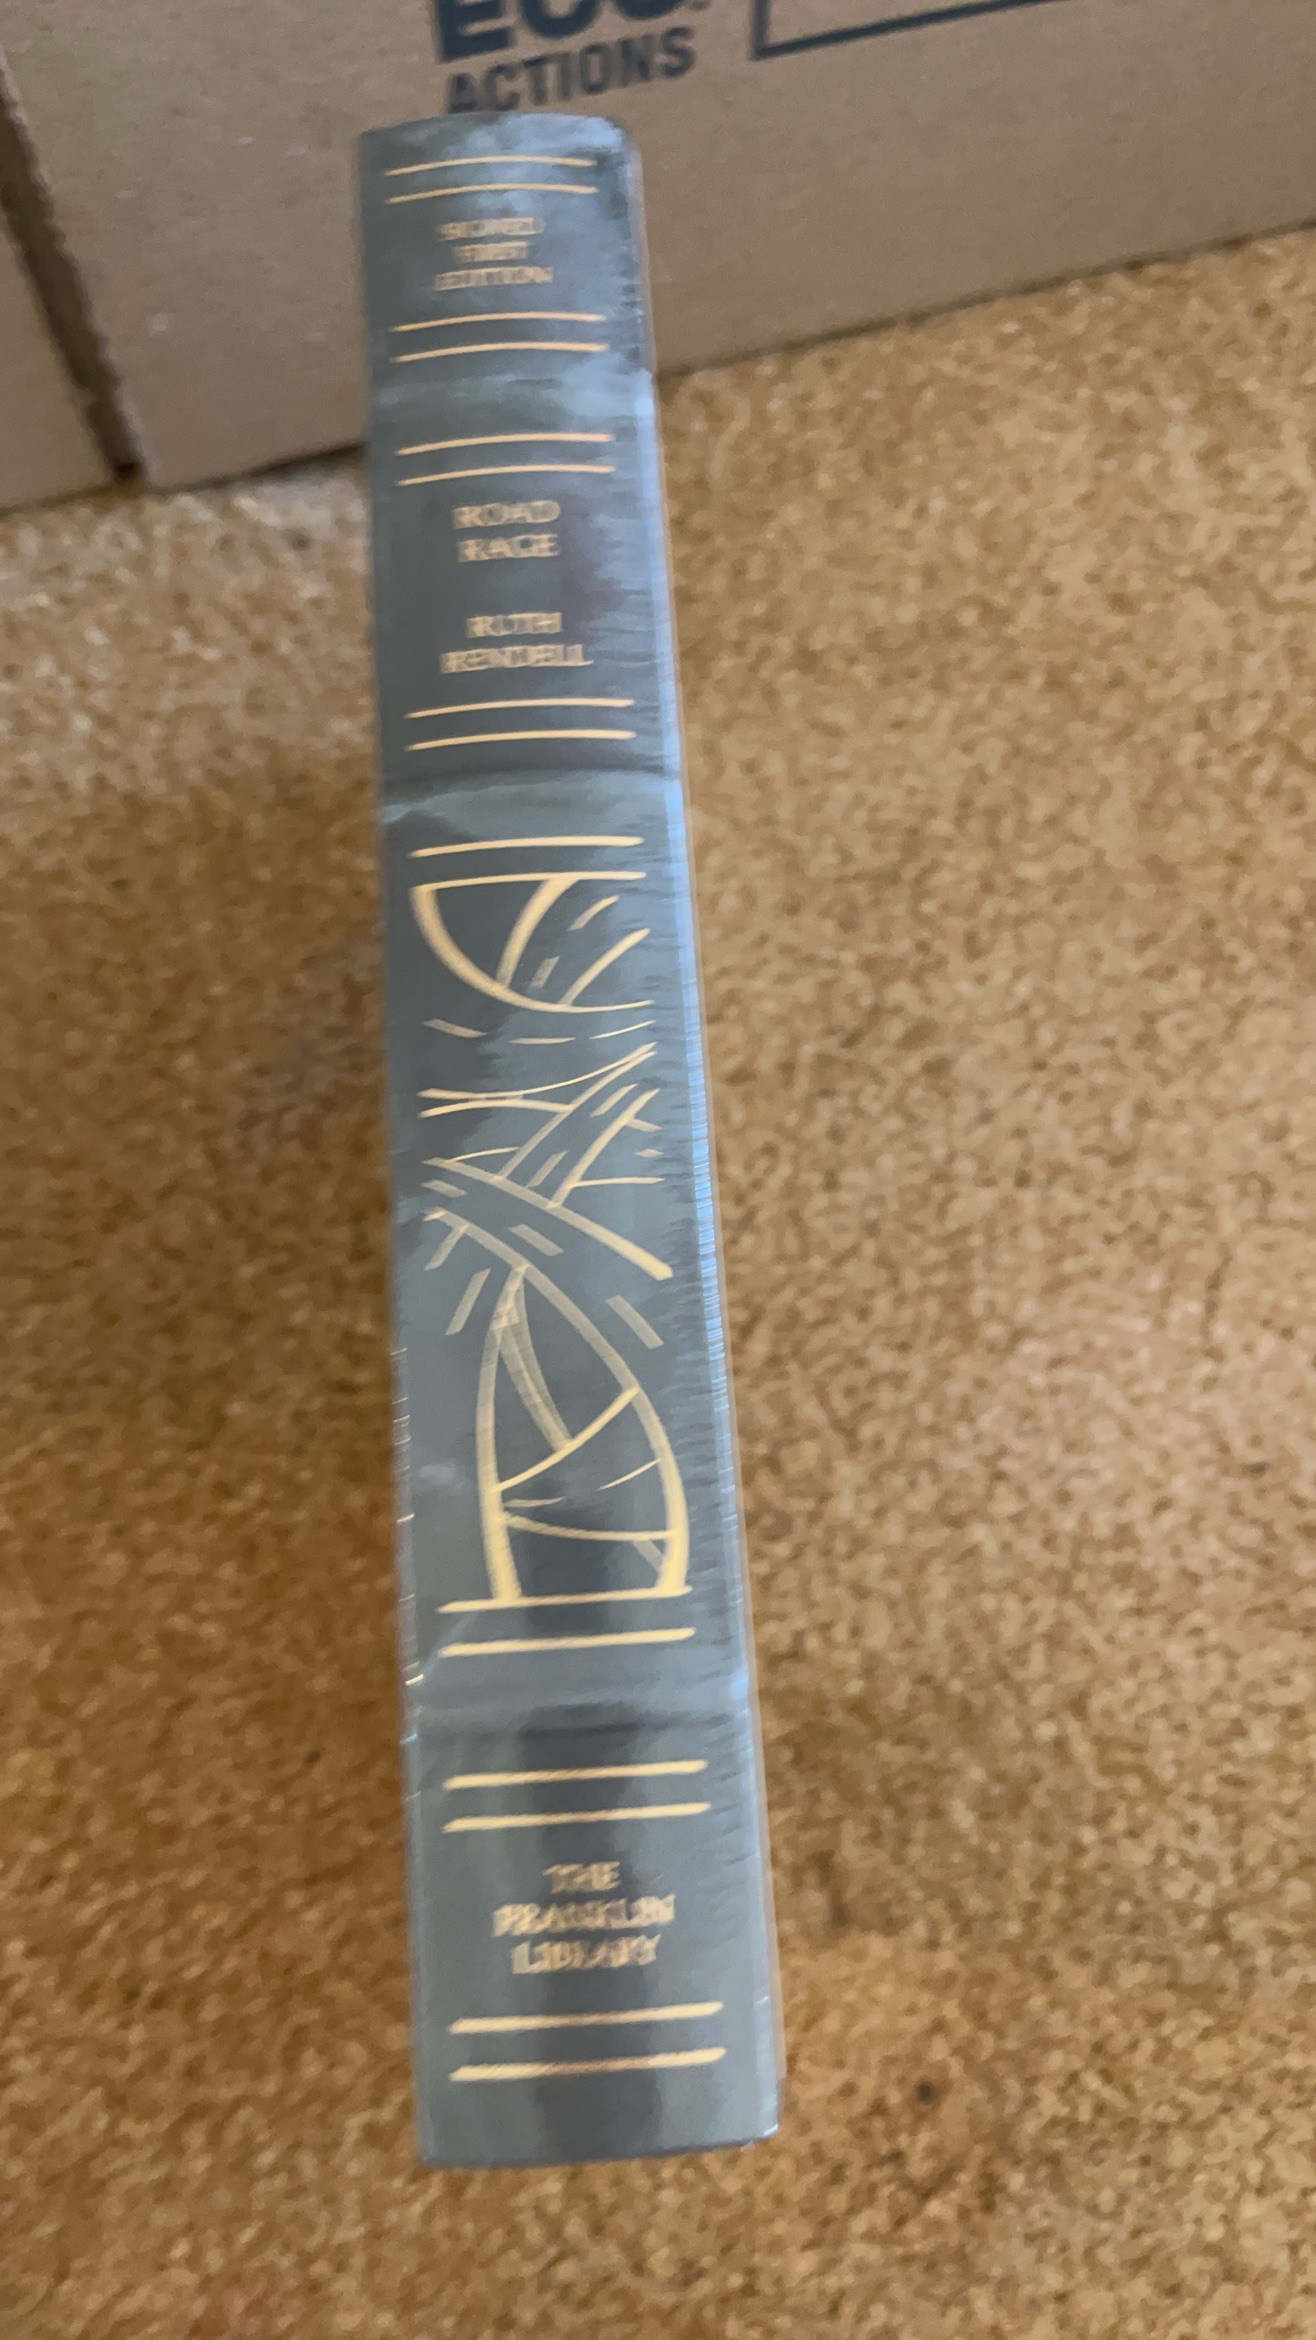 ACTIONS
SIGNED
FIRST
EDITION
ROAD
RAGE
RUTH
RENDELL
THE
FRANKLIN
LIBRARY